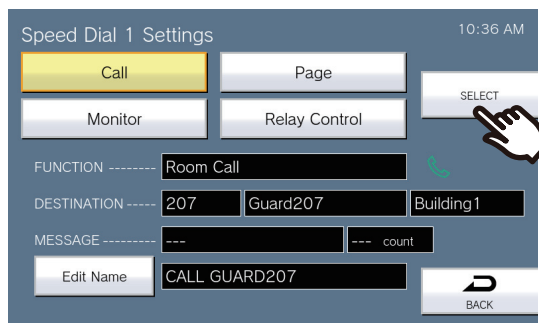 Speed Dial 1 Settings 10:36 AM
Call Page
SELECT
Monitor Relay Control
FUNCTION -------- Room Call
DESTINATION ----- 207 Guard207 Building1
MESSAGE --------- --- --- count
Edit Name CALL GUARD207
BACK